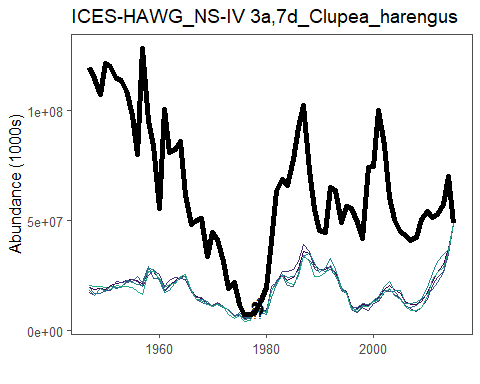 ICES-HAWG_NS-IV 3a,7d_Clupea_harengus
Abundance (1000s)
1e+08
5e+07
0e+00
1960
1980
2000